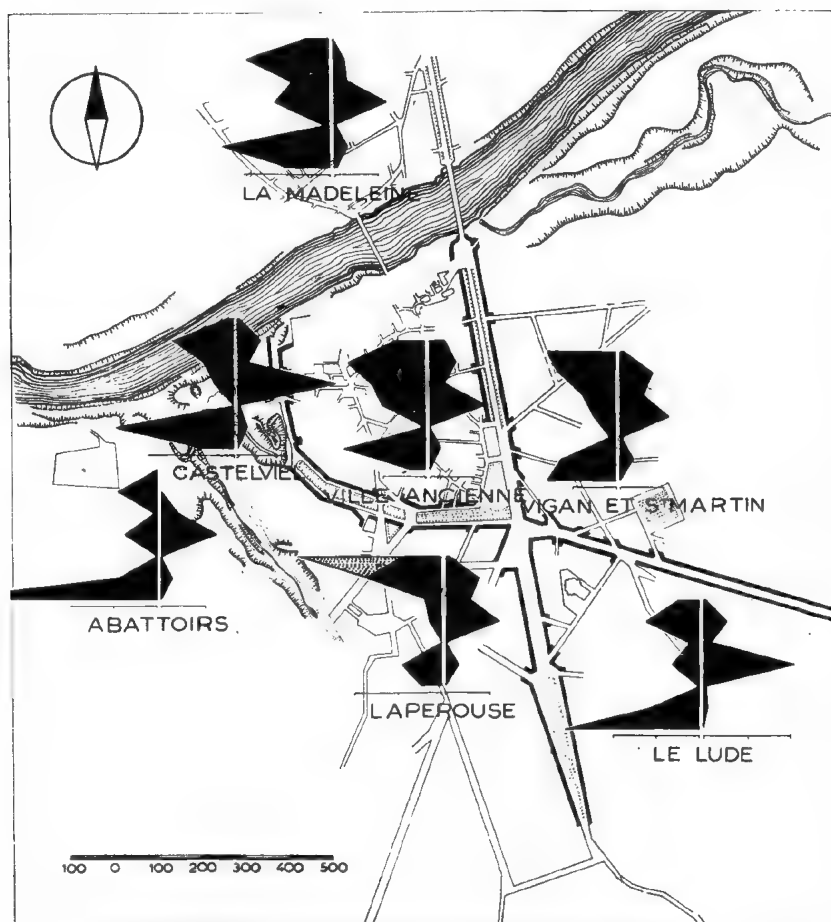 LA MADELEINE
CASTELVIEL
VILLE ANCIENNE
VIGAN ET ST MARTIN
ABATTOIRS
LAPEROUSE
LE LUDE
100 0 100 200 300 400 500